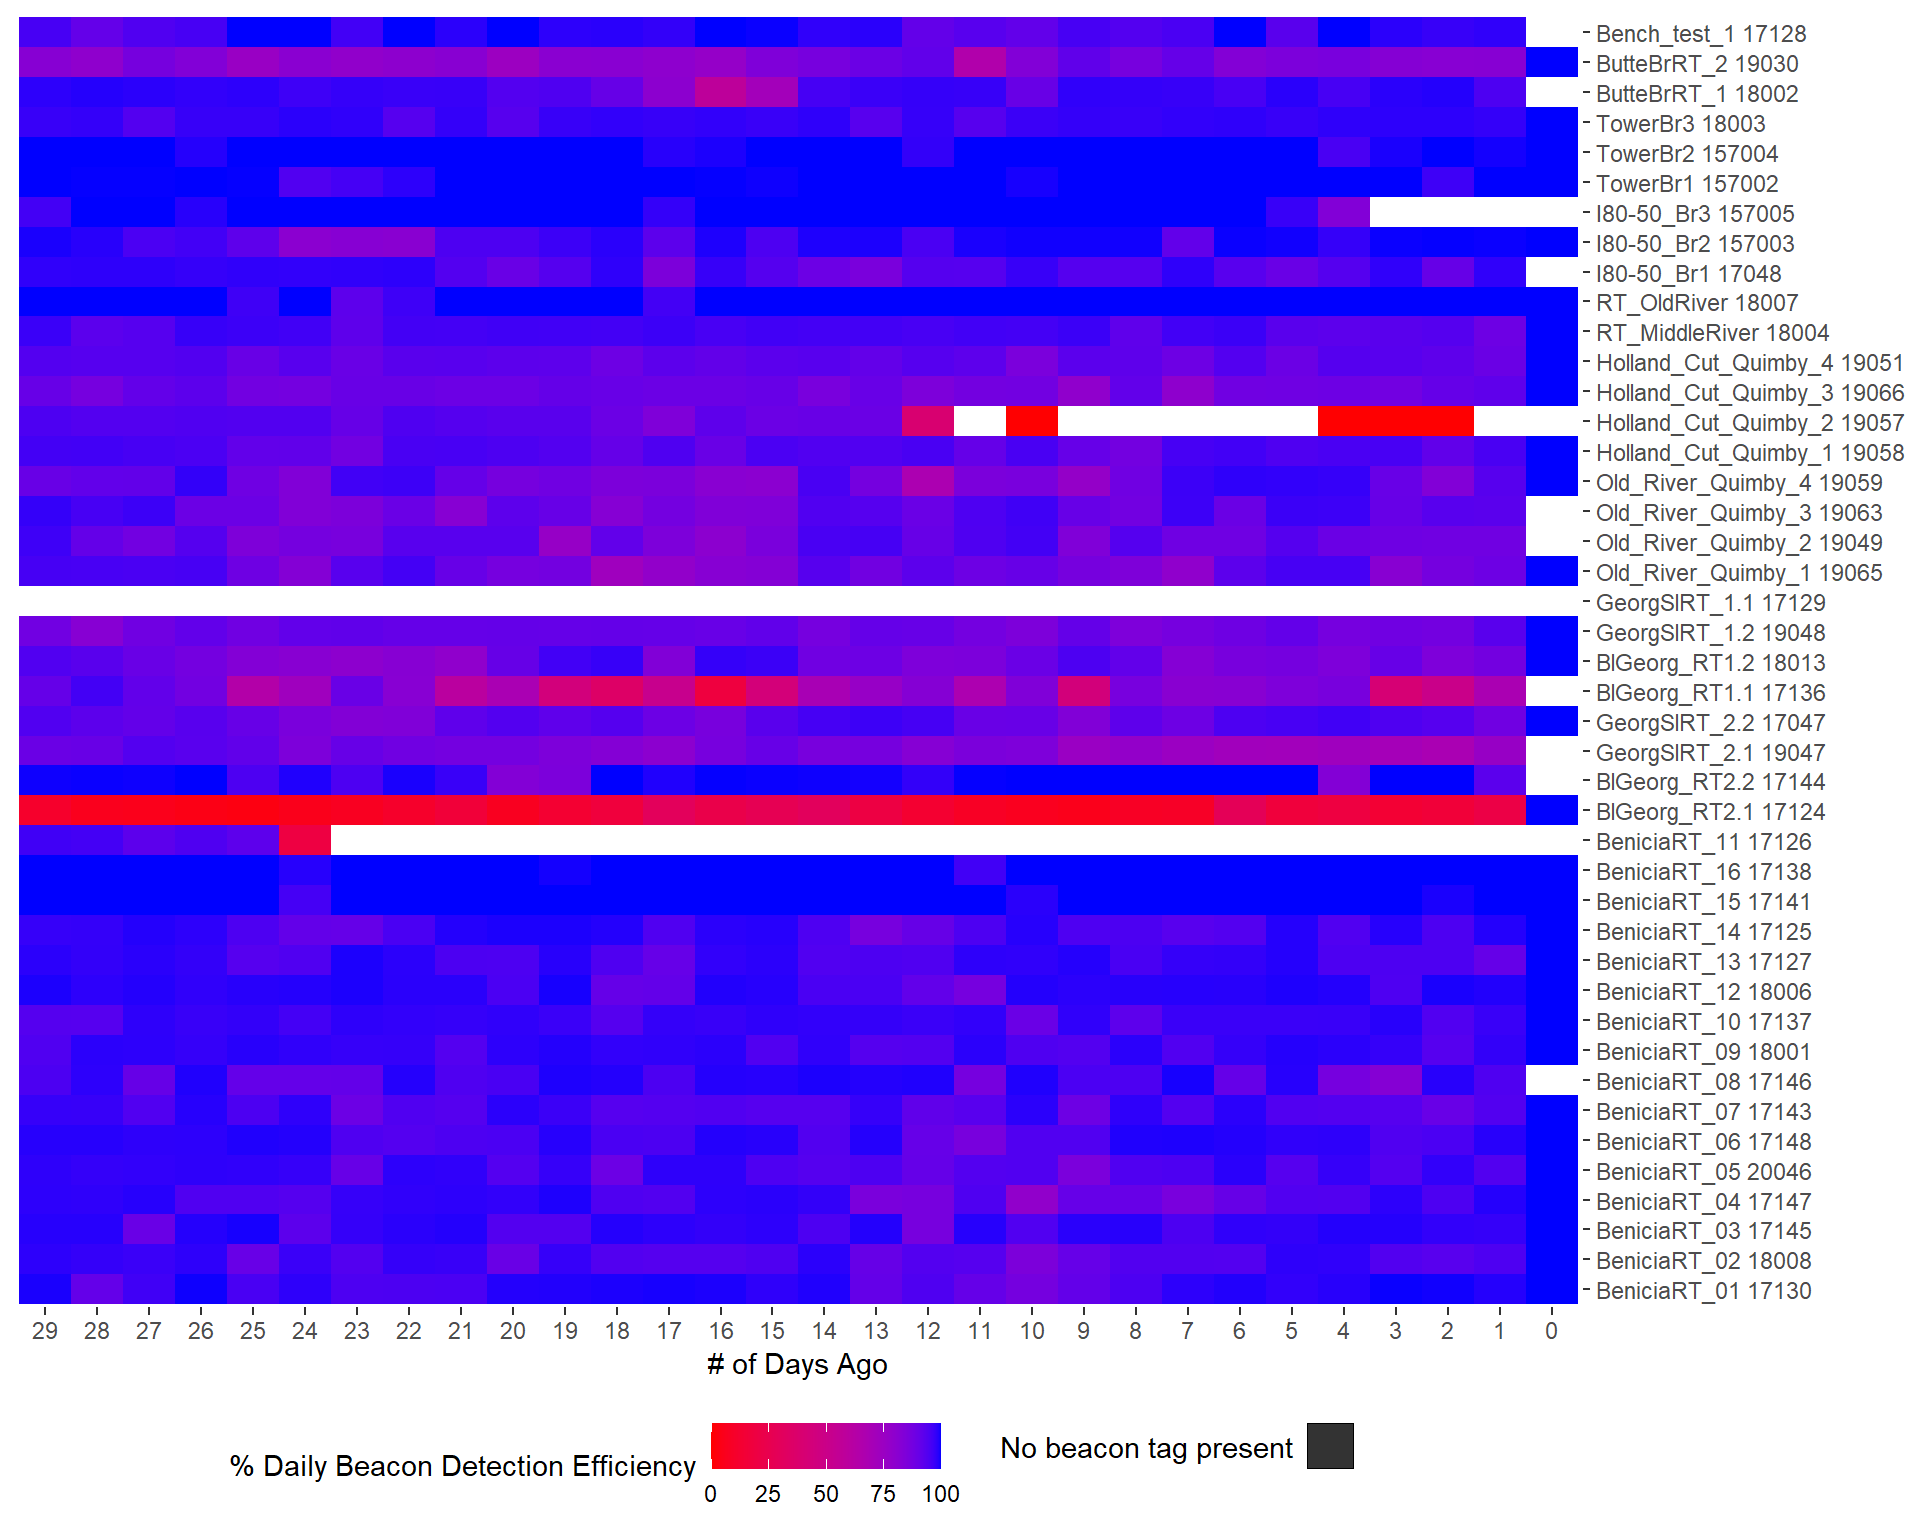 Bench_test_1 17128
ButteBrRT_2 19030
ButteBrRT_1 18002
TowerBr3 18003
TowerBr2 157004
TowerBr1 157002
I80-50_Br3 157005
I80-50_Br2 157003
I80-50_Br1 17048
RT_OldRiver 18007
RT_MiddleRiver 18004
Holland_Cut_Quimby_4 19051
Holland_Cut_Quimby_3 19066
Holland_Cut_Quimby_2 19057
Holland_Cut_Quimby_1 19058
Old_River_Quimby_4 19059
Old_River_Quimby_3 19063
Old_River_Quimby_2 19049
Old_River_Quimby_1 19065
GeorgSlRT_1.1 17129
GeorgSlRT_1.2 19048
BlGeorg_RT1.2 18013
BlGeorg_RT1.1 17136
GeorgSlRT_2.2 17047
GeorgSlRT_2.1 19047
BlGeorg_RT2.2 17144
BlGeorg_RT2.1 17124
BeniciaRT_11 17126
BeniciaRT_16 17138
BeniciaRT_15 17141
BeniciaRT_14 17125
BeniciaRT_13 17127
BeniciaRT_12 18006
BeniciaRT_10 17137
BeniciaRT_09 18001
BeniciaRT_08 17146
BeniciaRT_07 17143
BeniciaRT_06 17148
BeniciaRT_05 20046
BeniciaRT_04 17147
BeniciaRT_03 17145
BeniciaRT_02 18008
BeniciaRT_01 17130
29 28 27 26 25 24 23 22 21 20 19 18 17 16 15 14 13 12 11 10 9 8 7 6 5 4 3 2 1 0
# of Days Ago
% Daily Beacon Detection Efficiency
0 25 50 75 100
No beacon tag present